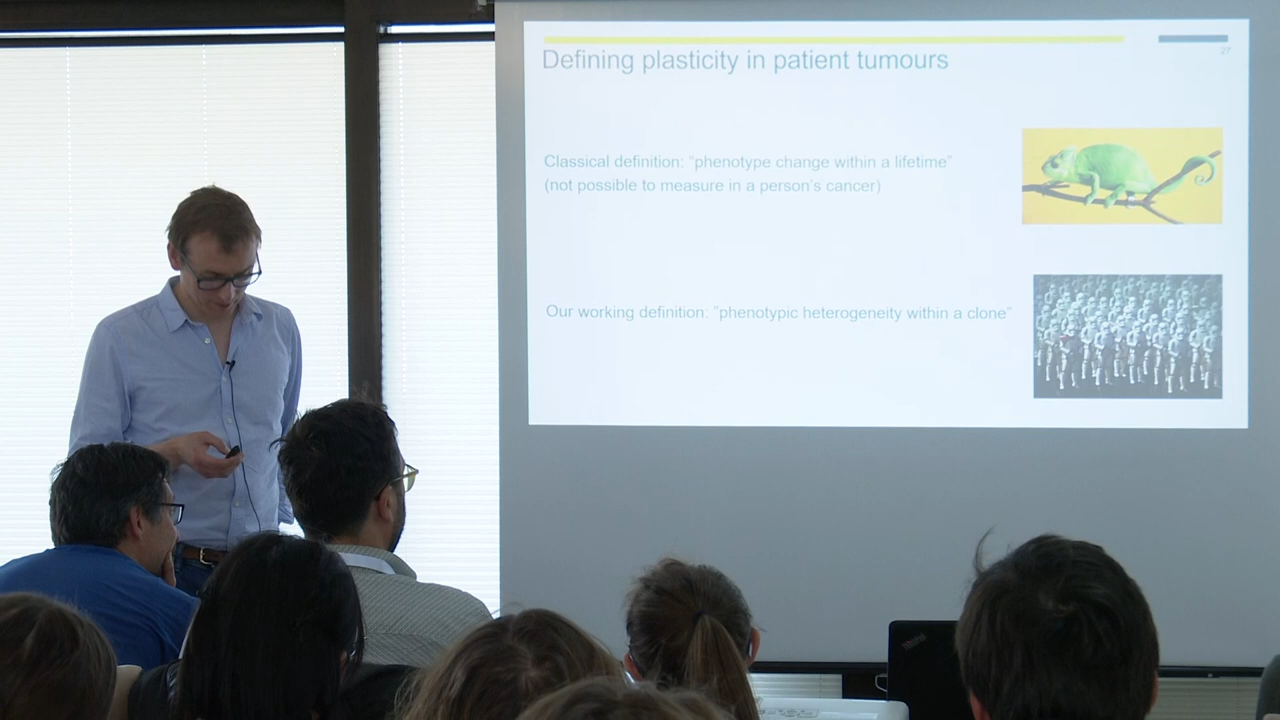 27
Defining plasticity in patient tumours
Classical definition: "phenotype change within a lifetime"
(not possible to measure in a person's cancer)
Our working definition: "phenotypic heterogeneity within a clone"